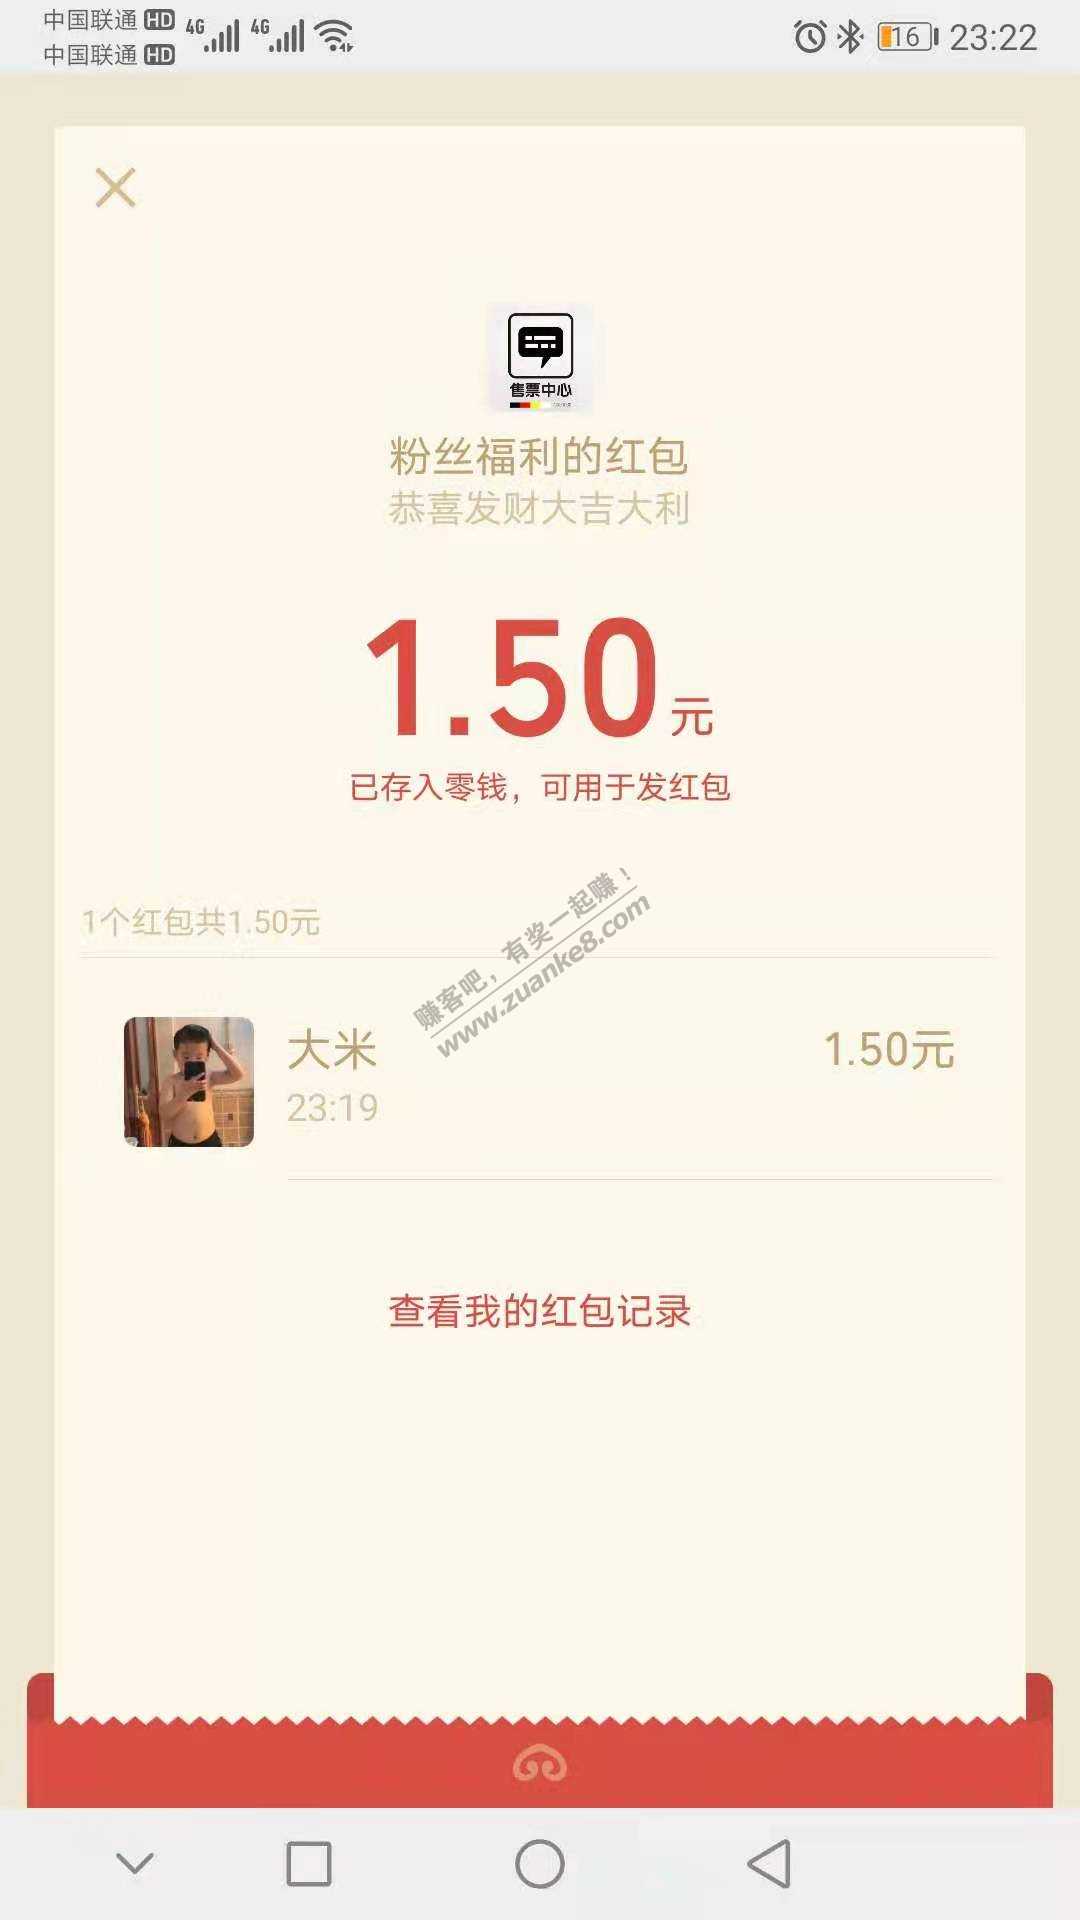 中国联通 HD 4G 4G
中国联通 HD
16 23:22
售票中心
粉丝福利的红包
恭喜发财大吉大利
1.50元
已存入零钱，可用于发红包
1个红包共1.50元
赚客吧，有奖一起赚！
www.zuanke8.com
大米 1.50元
23:19
查看我的红包记录